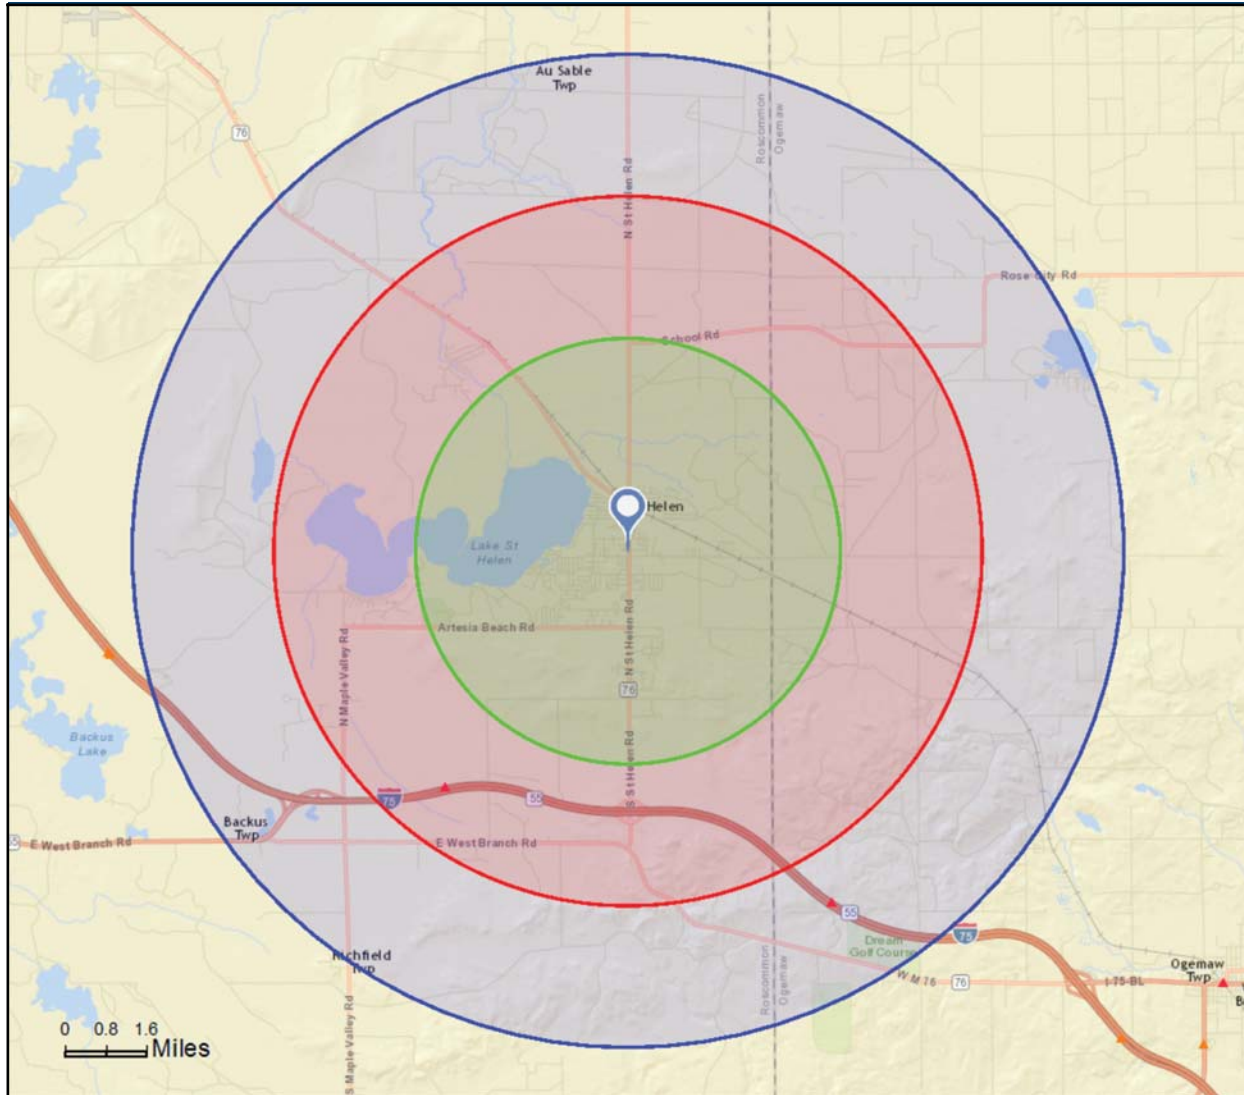 Au Sable
Twp
76
Roscommon
Ogemaw
N St Helen Rd
Rose City Rd
School Rd
Helen
Lake St
Helen
Artesia Beach Rd
N St Helen Rd
N Maple Valley Rd
76
Backus
Lake
S St Helen Rd
75
55
Backus
Twp
E West Branch Rd
E West Branch Rd
55
75
Dream
Golf Course
Richfield
Twp
Roscommon
Ogemaw
W M 76
76
I-75-BL
Ogemaw
Twp
S Maple Valley Rd
0 0.8 1.6
Miles